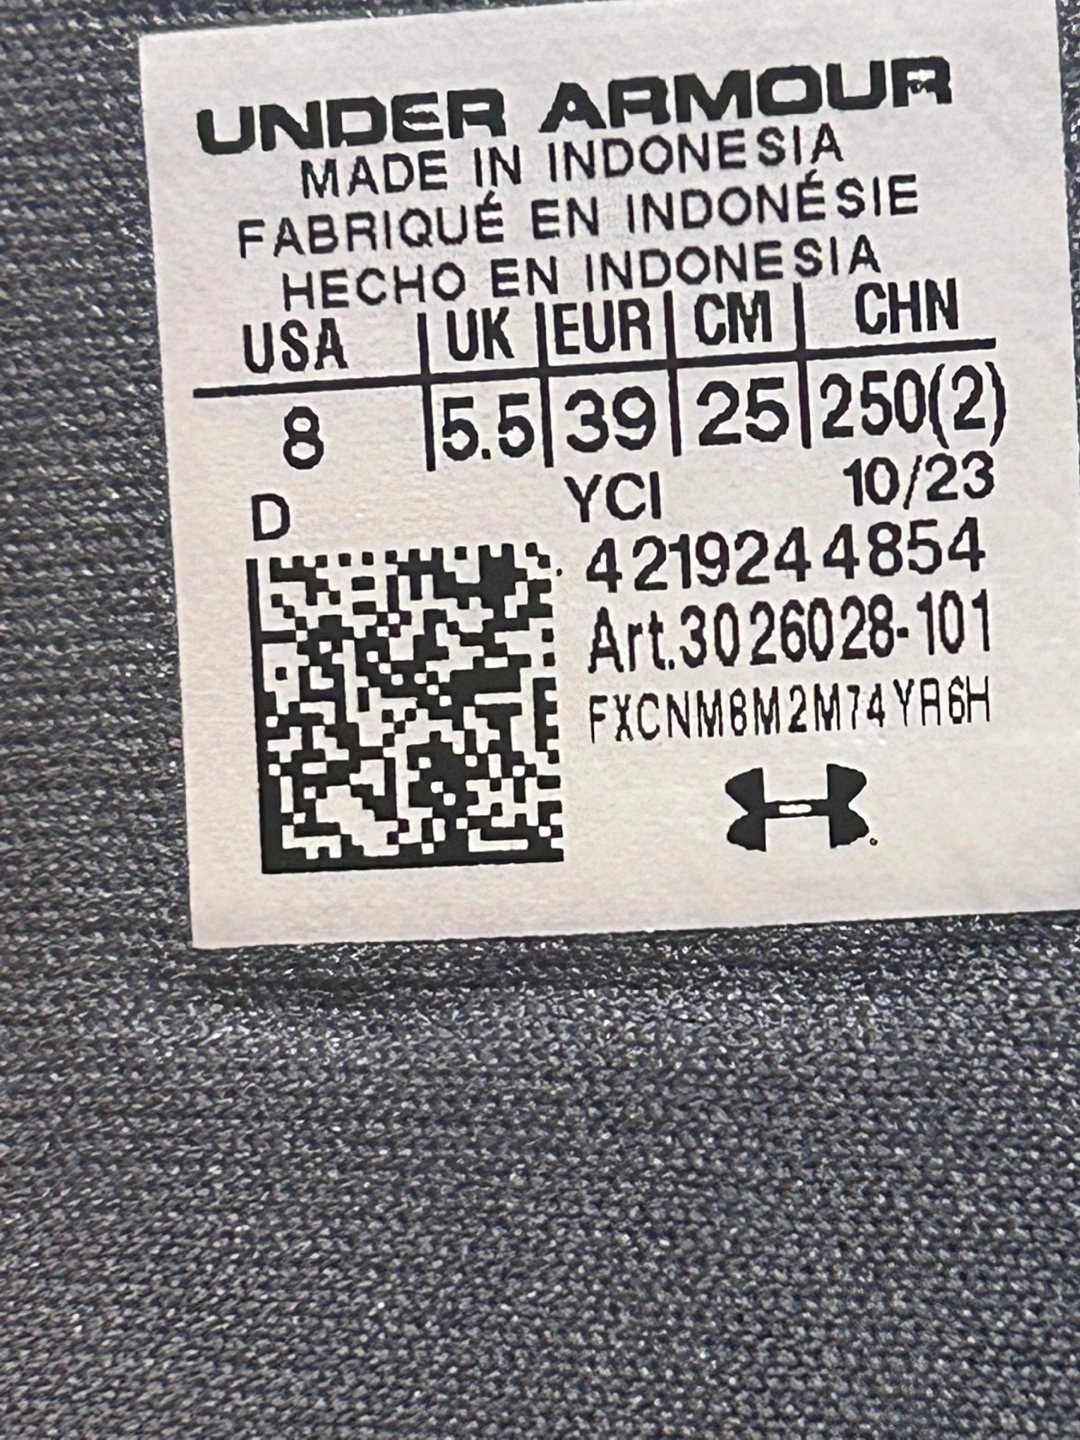 UNDER ARMOUR
MADE IN INDONESIA
FABRIQUÉ EN INDONÉSIE
HECHO EN INDONESIA
USA | UK | EUR | CM | CHN
8 | 5.5 | 39 | 25 | 250(2)
D YCI 10/23
4219244854
Art.3026028-101
FXCNM8M2M74YR6H